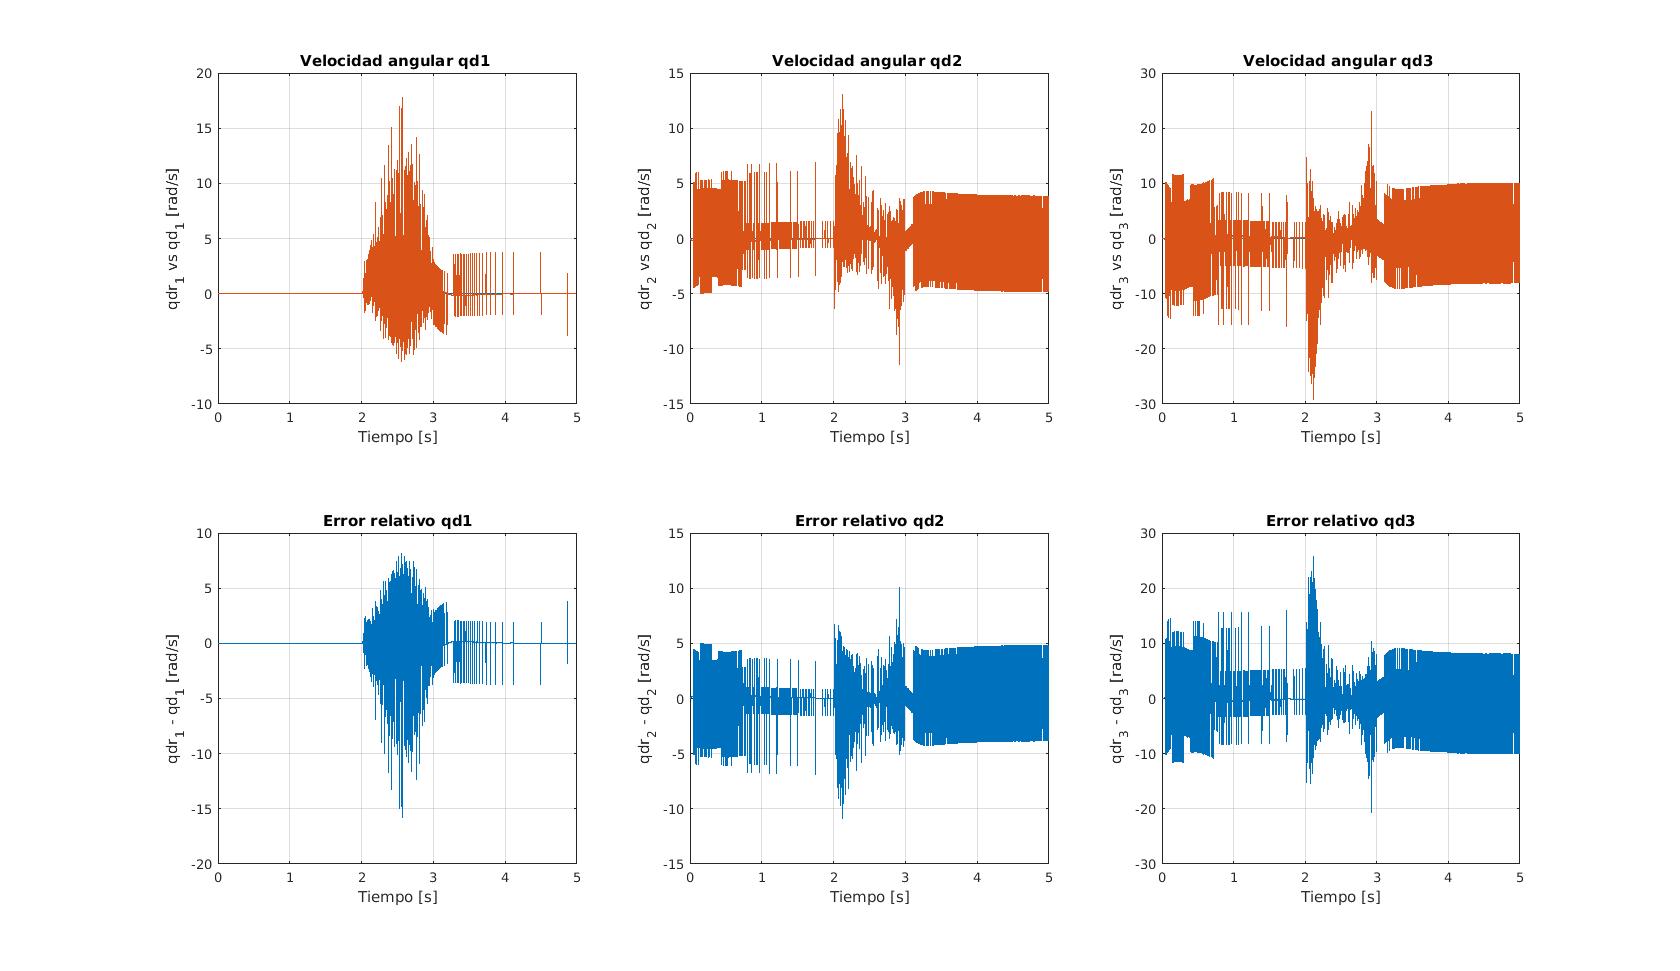 Velocidad angular qd1
qdr1 vs qd1 [rad/s]
20
15
10
5
0
-5
-10
0 1 2 3 4 5
Tiempo [s]
Velocidad angular qd2
qdr2 vs qd2 [rad/s]
15
10
5
0
-5
-10
-15
0 1 2 3 4 5
Tiempo [s]
Velocidad angular qd3
qdr3 vs qd3 [rad/s]
30
20
10
0
-10
-20
-30
0 1 2 3 4 5
Tiempo [s]
Error relativo qd1
qdr1 - qd1 [rad/s]
10
5
0
-5
-10
-15
-20
0 1 2 3 4 5
Tiempo [s]
Error relativo qd2
qdr2 - qd2 [rad/s]
15
10
5
0
-5
-10
-15
0 1 2 3 4 5
Tiempo [s]
Error relativo qd3
qdr3 - qd3 [rad/s]
30
20
10
0
-10
-20
-30
0 1 2 3 4 5
Tiempo [s]